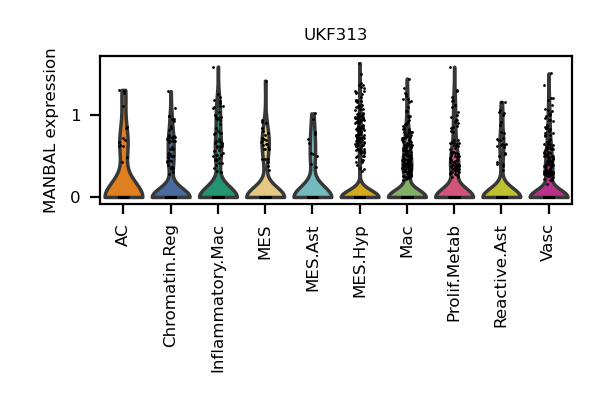 UKF313
MANBAL expression
1
0
AC
Chromatin.Reg
Inflammatory.Mac
MES
MES.Ast
MES.Hyp
Mac
Prolif.Metab
Reactive.Ast
Vasc